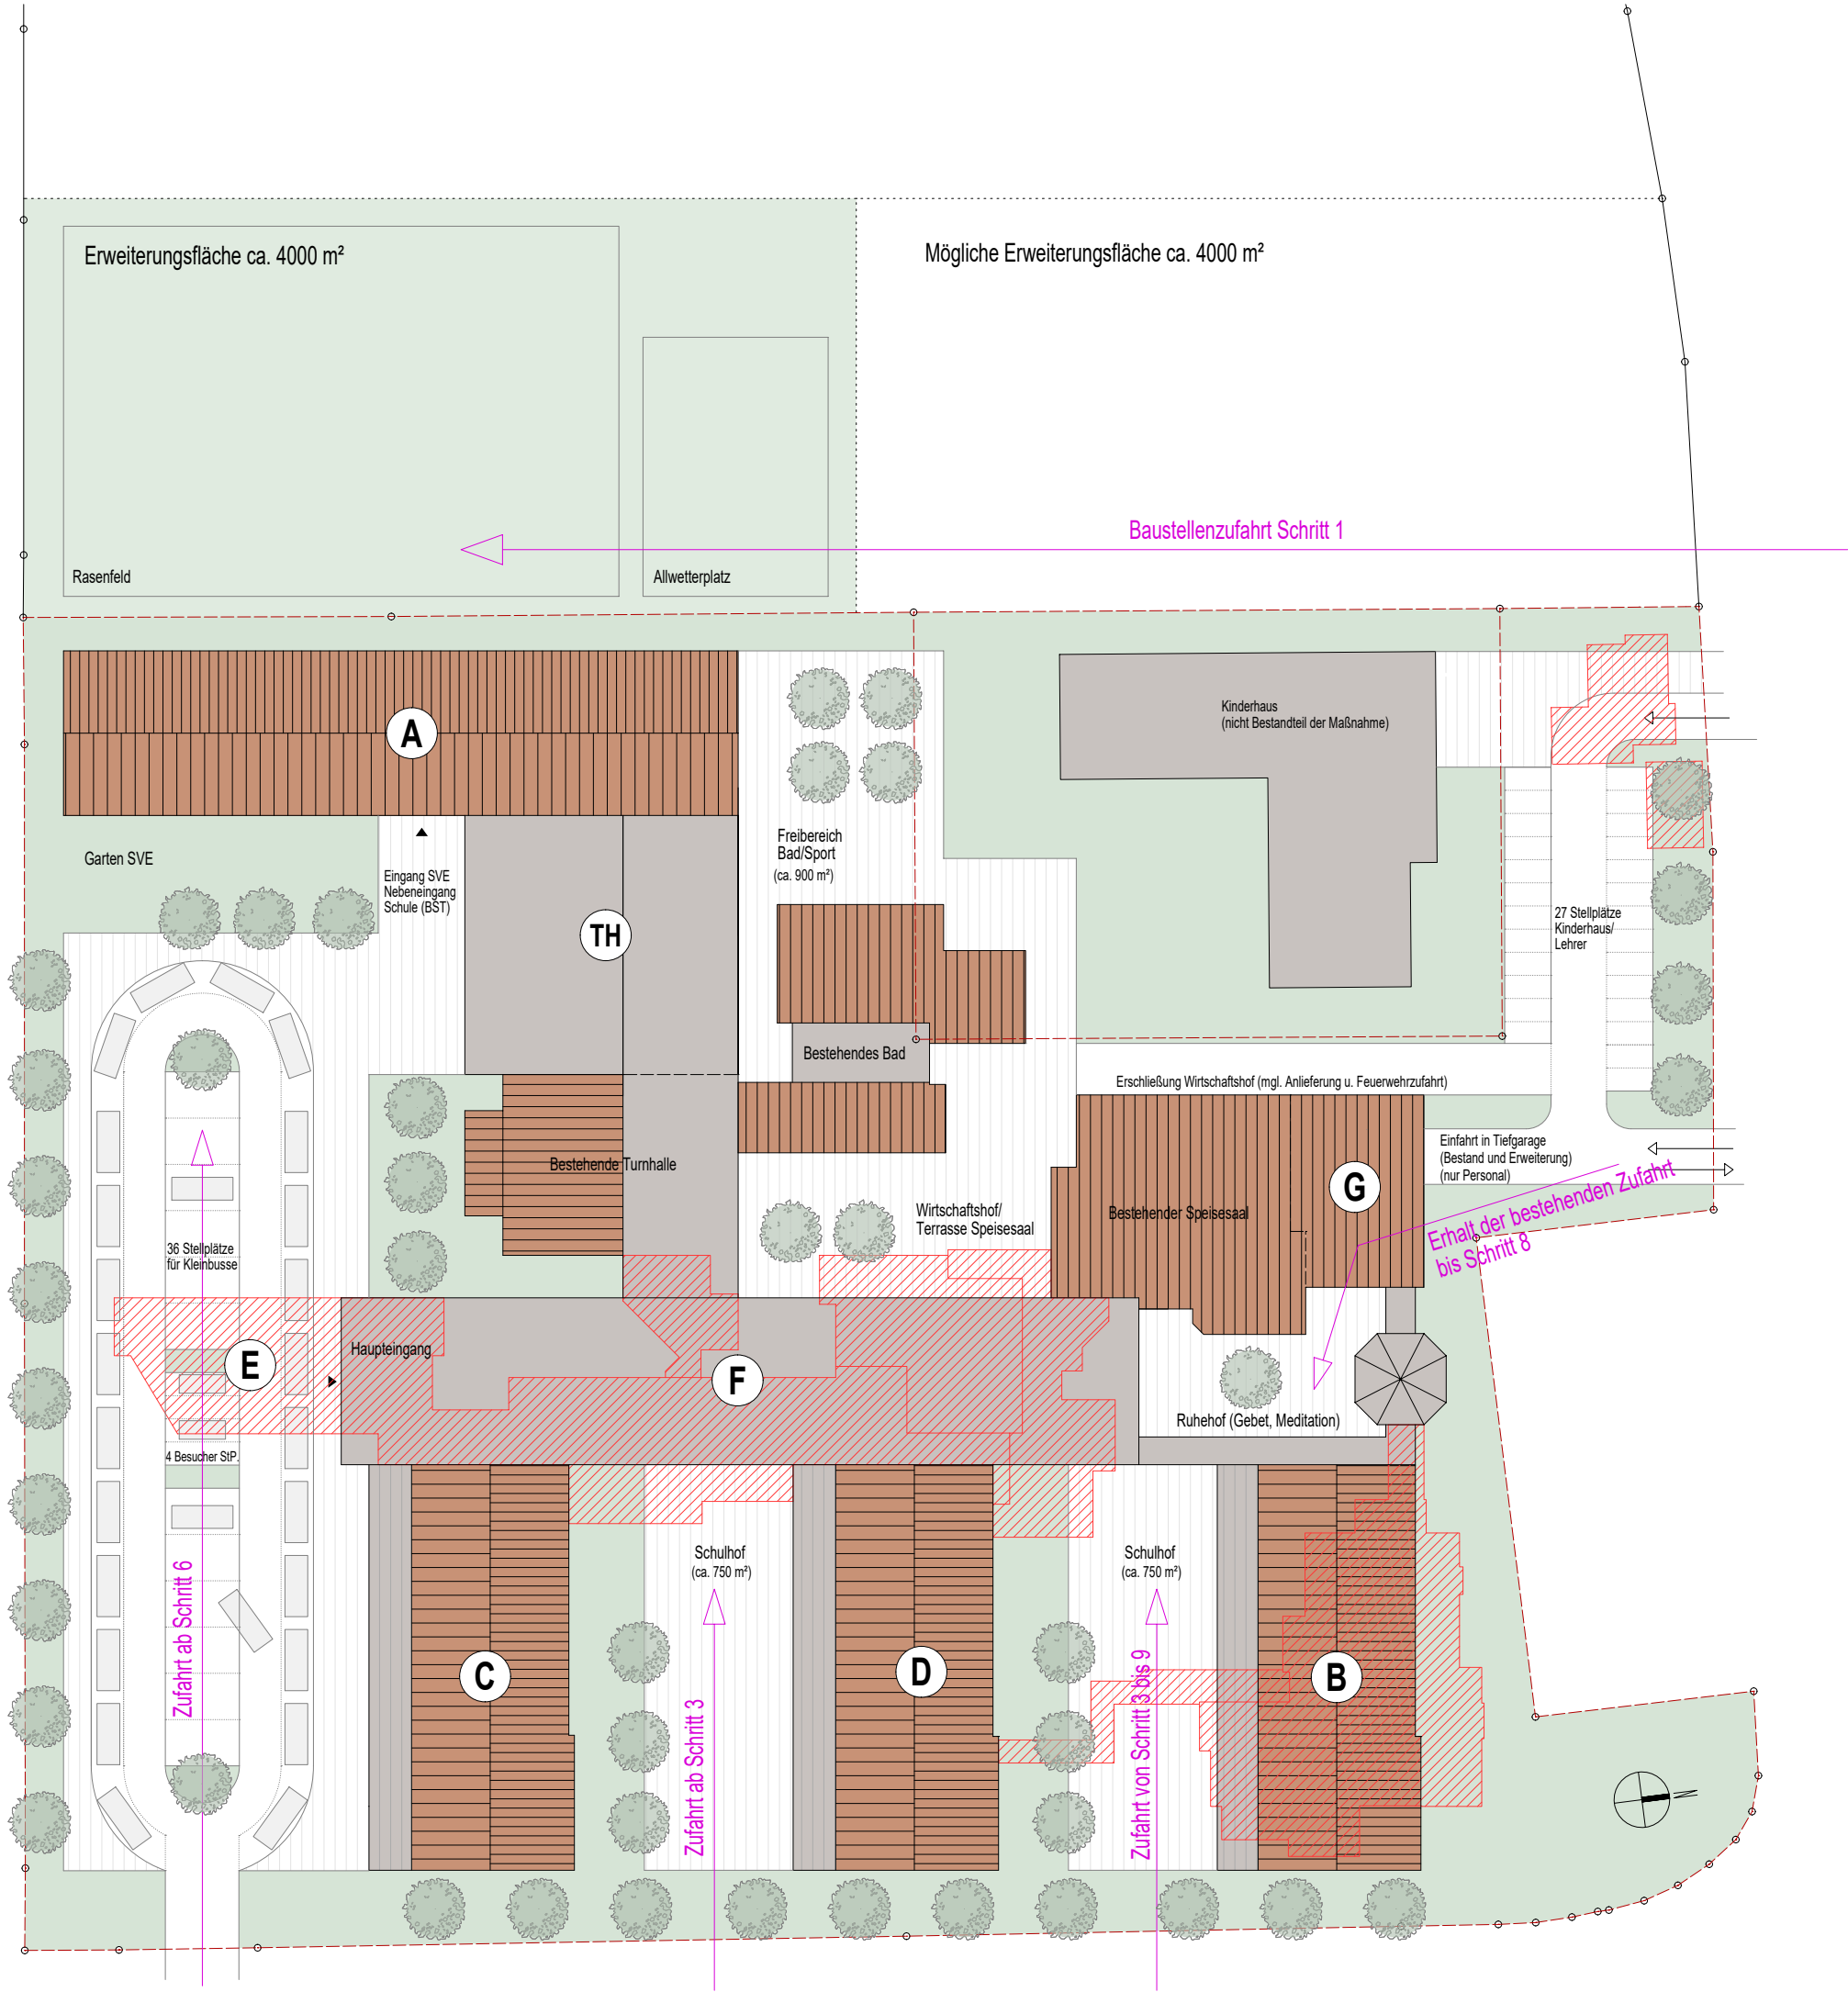 Erweiterungsfläche ca. 4000 m²
Mögliche Erweiterungsfläche ca. 4000 m²
Baustellenzufahrt Schritt 1
Rasenfeld
Allwetterplatz
A
Kinderhaus
(nicht Bestandteil der Maßnahme)
Garten SVE
Eingang SVE
Nebeneingang
Schule (BST)
Freibereich
Bad/Sport
(ca. 900 m²)
TH
27 Stellplätze
Kinderhaus/
Lehrer
Bestehendes Bad
Erschließung Wirtschaftshof (mgl. Anlieferung u. Feuerwehrzufahrt)
Einfahrt in Tiefgarage
(Bestand und Erweiterung)
(nur Personal)
Bestehende Turnhalle
G
Bestehender Speisesaal
Wirtschaftshof/
Terrasse Speisesaal
Erhalt der bestehenden Zufahrt
bis Schritt 8
36 Stellplätze
für Kleinbusse
Haupteingang
E
F
Ruhehof (Gebet, Meditation)
4 Besucher StP.
Schulhof
(ca. 750 m²)
Schulhof
(ca. 750 m²)
Zufahrt ab Schritt 6
C
Zufahrt ab Schritt 3
D
Zufahrt von Schritt 3 bis 9
B
N